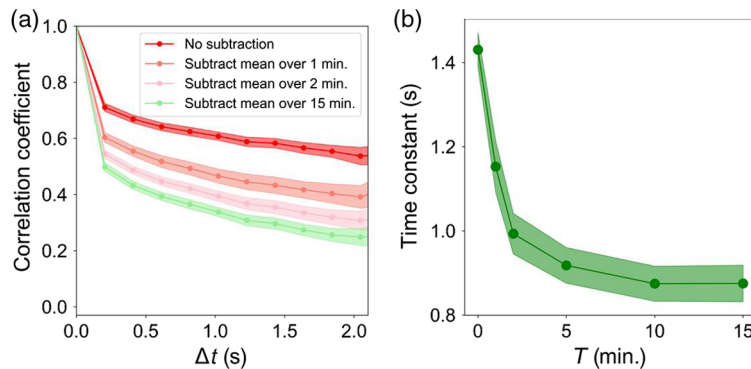 (a)
1.0
0.8
0.6
0.4
0.2
0.0
Correlation coefficient
No subtraction
Subtract mean over 1 min.
Subtract mean over 2 min.
Subtract mean over 15 min.
0.0 0.5 1.0 1.5 2.0
Δt (s)
(b)
1.4
1.2
1.0
0.8
Time constant (s)
0 5 10 15
T (min.)